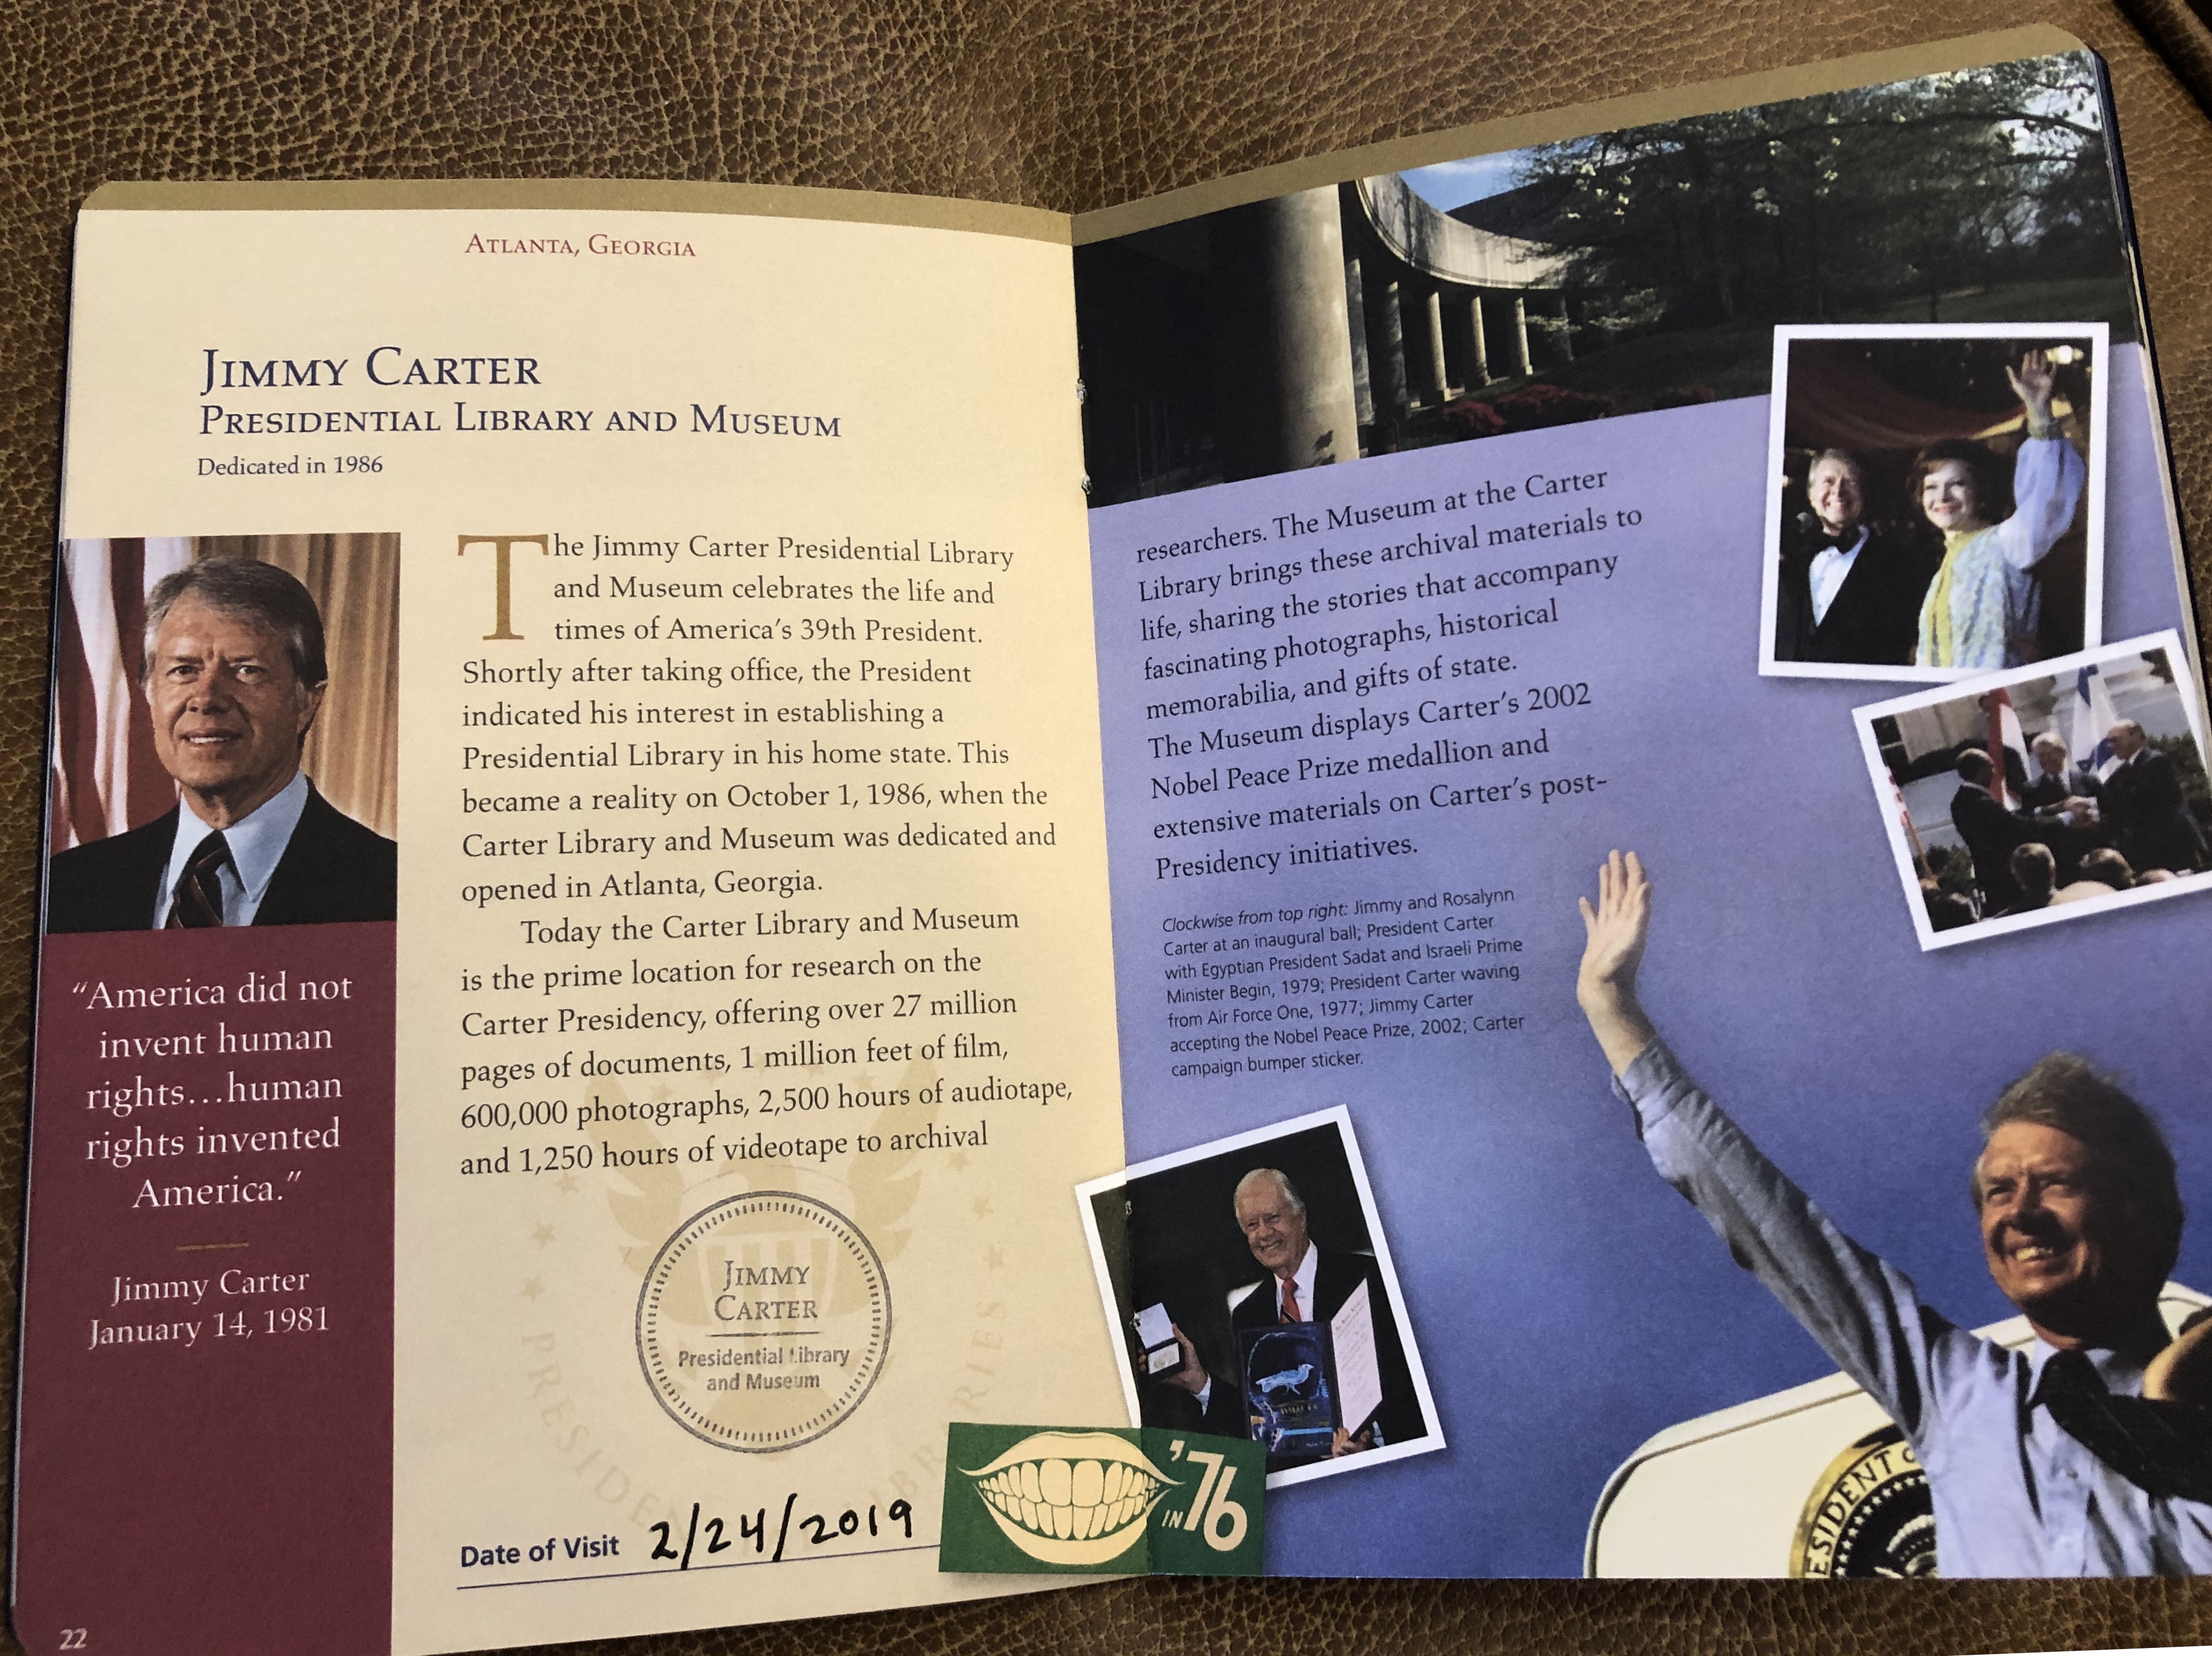 ATLANTA, GEORGIA
JIMMY CARTER
PRESIDENTIAL LIBRARY AND MUSEUM
Dedicated in 1986
The Jimmy Carter Presidential Library
and Museum celebrates the life and
times of America's 39th President.
Shortly after taking office, the President
indicated his interest in establishing a
Presidential Library in his home state. This
became a reality on October 1, 1986, when the
Carter Library and Museum was dedicated and
opened in Atlanta, Georgia.
Today the Carter Library and Museum
is the prime location for research on the
Carter Presidency, offering over 27 million
pages of documents, 1 million feet of film,
600,000 photographs, 2,500 hours of audiotape,
and 1,250 hours of videotape to archival
"America did not
invent human
rights...human
rights invented
America."
Jimmy Carter
January 14, 1981
JIMMY
CARTER
Presidential Library
and Museum
Date of Visit 2/24/2019
22
researchers. The Museum at the Carter
Library brings these archival materials to
life, sharing the stories that accompany
fascinating photographs, historical
memorabilia, and gifts of state.
The Museum displays Carter's 2002
Nobel Peace Prize medallion and
extensive materials on Carter's post-
Presidency initiatives.
Clockwise from top right: Jimmy and Rosalynn
Carter at an inaugural ball; President Carter
with Egyptian President Sadat and Israeli Prime
Minister Begin, 1979; President Carter waving
from Air Force One, 1977; Jimmy Carter
accepting the Nobel Peace Prize, 2002; Carter
campaign bumper sticker.
IN '76
ESIDENT O